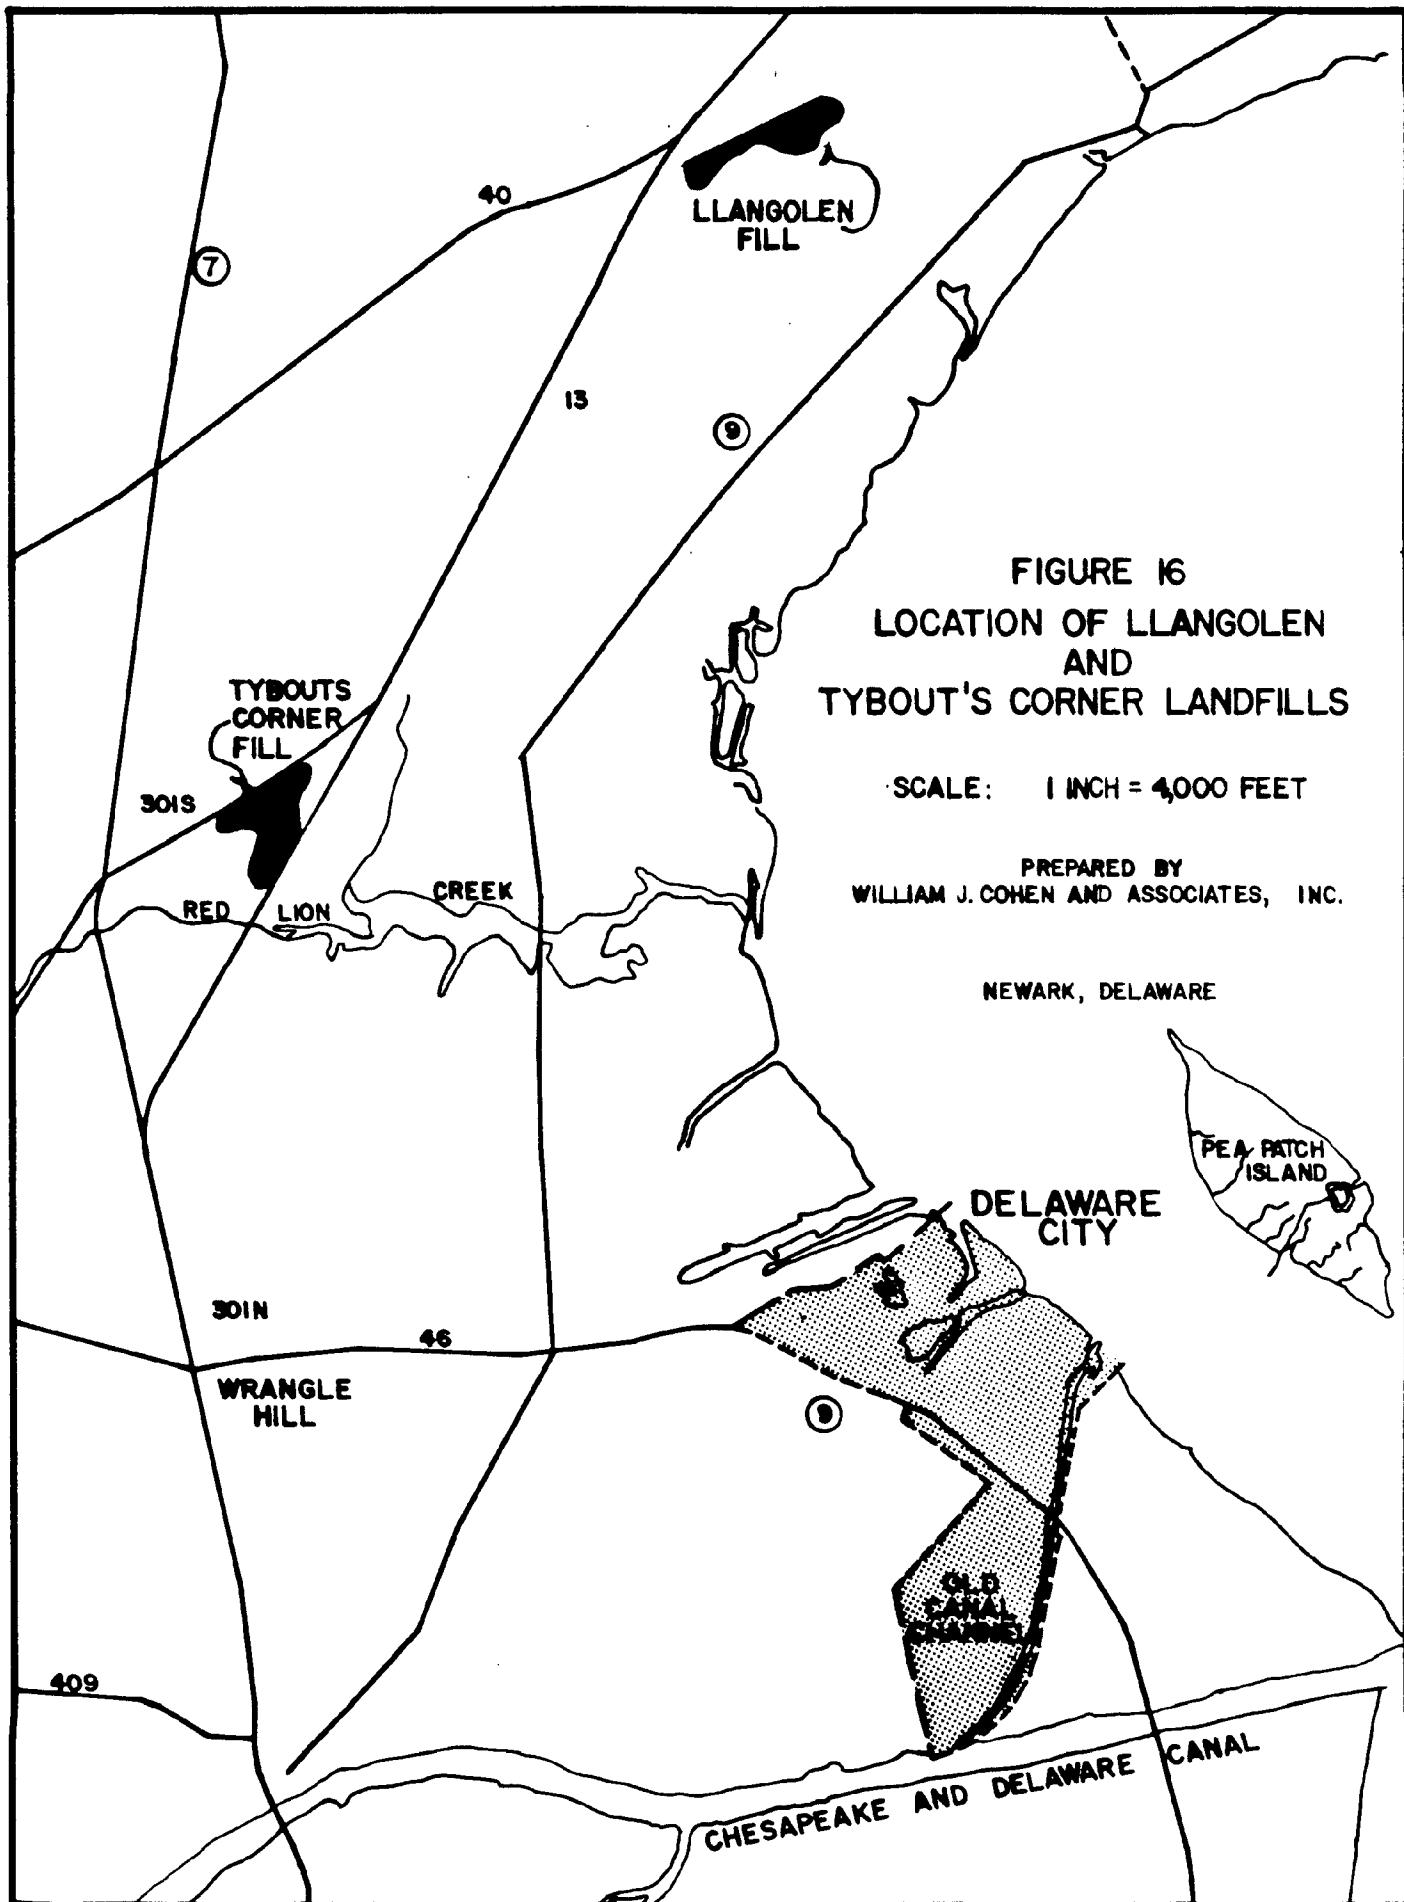 40
LLANGOLEN
FILL
7
13
9
FIGURE 16
LOCATION OF LLANGOLEN
AND
TYBOUT'S CORNER LANDFILLS
SCALE: 1 INCH = 4,000 FEET
PREPARED BY
WILLIAM J. COHEN AND ASSOCIATES, INC.
NEWARK, DELAWARE
TYBOUTS
CORNER
FILL
301S
RED LION CREEK
PEA PATCH
ISLAND
DELAWARE
CITY
301N
46
WRANGLE
HILL
9
OLD
CANAL
CHANNEL
409
CHESAPEAKE AND DELAWARE CANAL